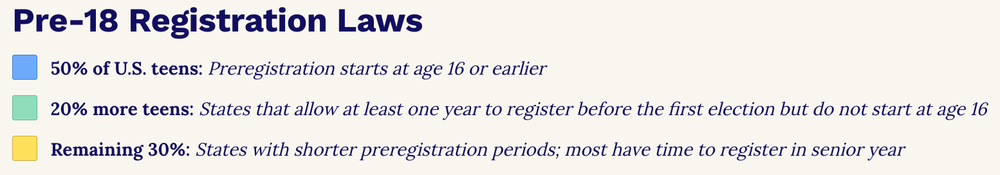 Pre-18 Registration Laws
50% of U.S. teens: Preregistration starts at age 16 or earlier
20% more teens: States that allow at least one year to register before the first election but do not start at age 16
Remaining 30%: States with shorter preregistration periods; most have time to register in senior year